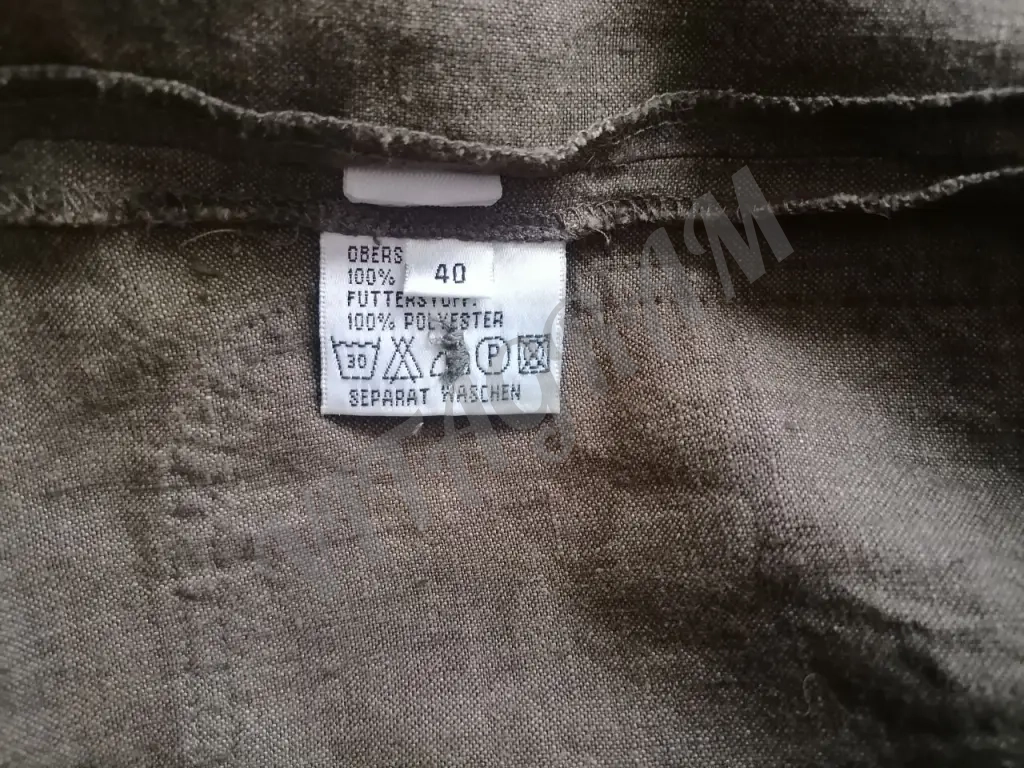 OBERS
100%
40
FUTTERSTOFF:
100% POLYESTER
30 P
SEPARAT WASCHEN